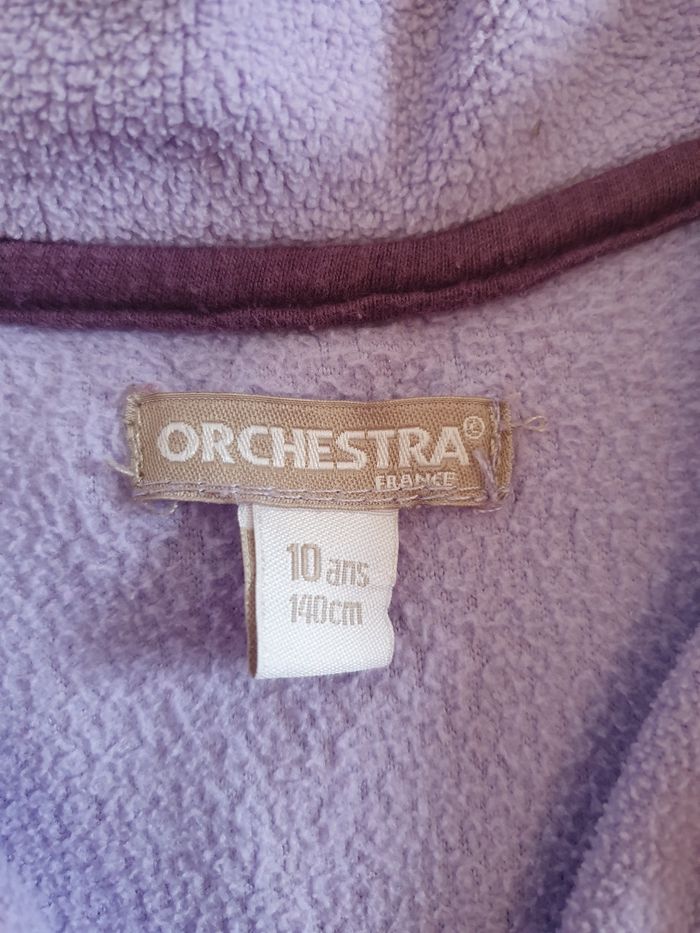 ORCHESTRA®
FRANCE
10 ans
140cm